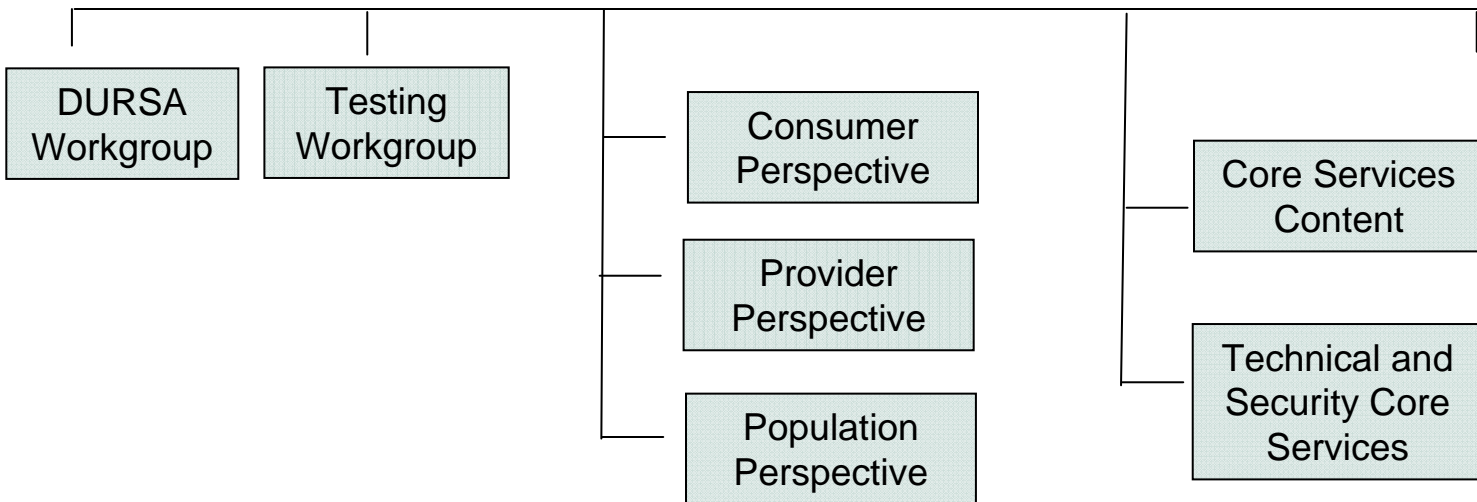 DURSA
Workgroup
Testing
Workgroup
Consumer
Perspective
Provider
Perspective
Population
Perspective
Core Services
Content
Technical and
Security Core
Services